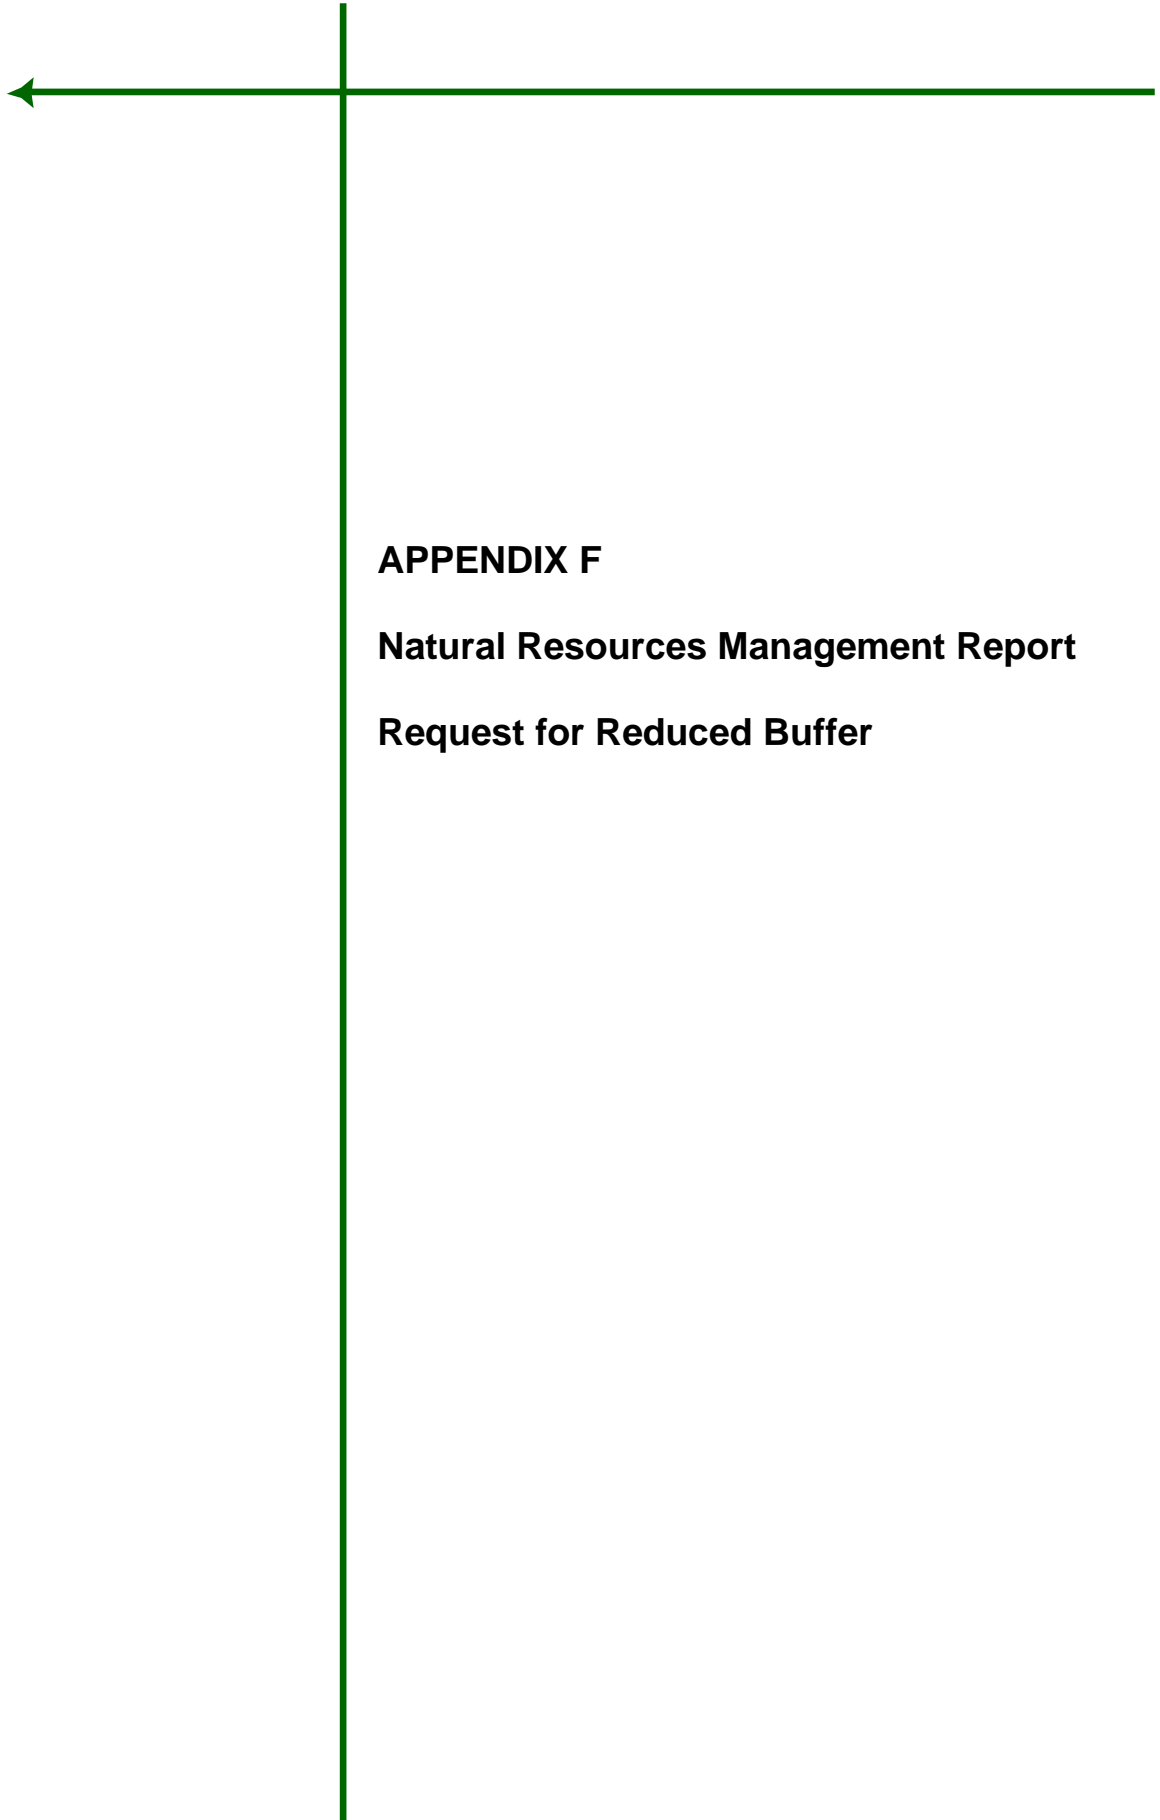 APPENDIX F
Natural Resources Management Report
Request for Reduced Buffer